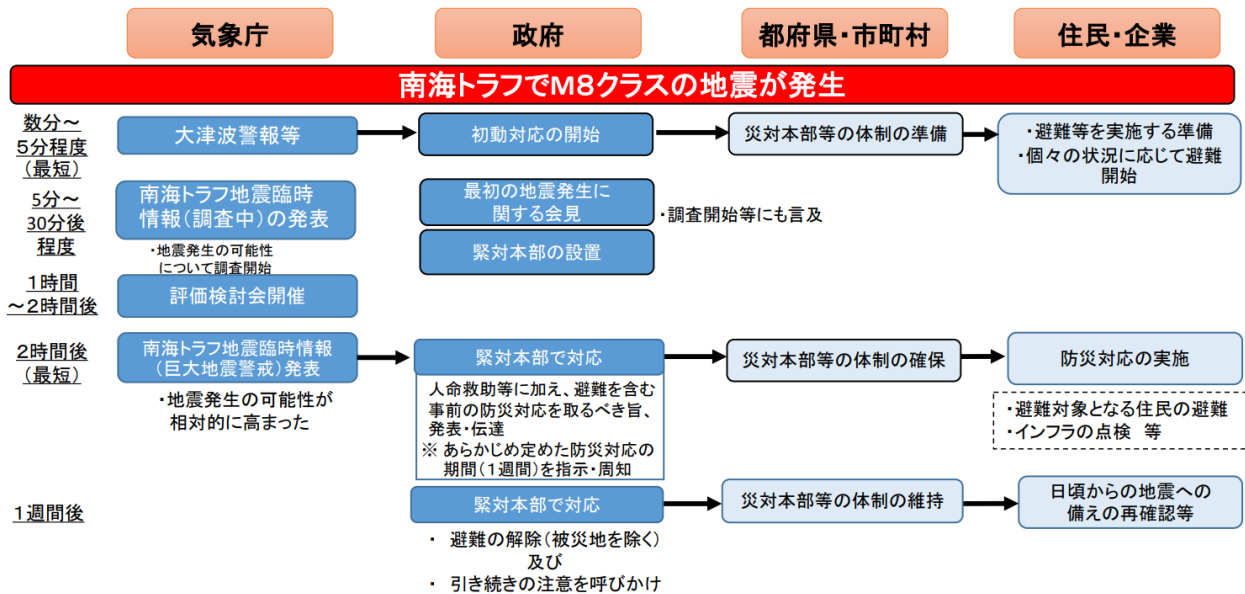 気象庁
政府
都府県・市町村
住民・企業
南海トラフでM8クラスの地震が発生
数分～
5分程度
(最短)
大津波警報等
初動対応の開始
災対本部等の体制の準備
・避難等を実施する準備
・個々の状況に応じて避難
開始
5分～
30分後
程度
南海トラフ地震臨時
情報(調査中)の発表
・地震発生の可能性
について調査開始
最初の地震発生に
関する会見
・調査開始等にも言及
緊対本部の設置
1時間
～2時間後
評価検討会開催
2時間後
(最短)
南海トラフ地震臨時情報
(巨大地震警戒)発表
・地震発生の可能性が
相対的に高まった
緊対本部で対応
人命救助等に加え、避難を含む
事前の防災対応を取るべき旨、
発表・伝達
※ あらかじめ定めた防災対応の
期間(1週間)を指示・周知
災対本部等の体制の確保
防災対応の実施
・避難対象となる住民の避難
・インフラの点検 等
1週間後
緊対本部で対応
・ 避難の解除(被災地を除く)
及び
・ 引き続きの注意を呼びかけ
災対本部等の体制の維持
日頃からの地震への
備えの再確認等